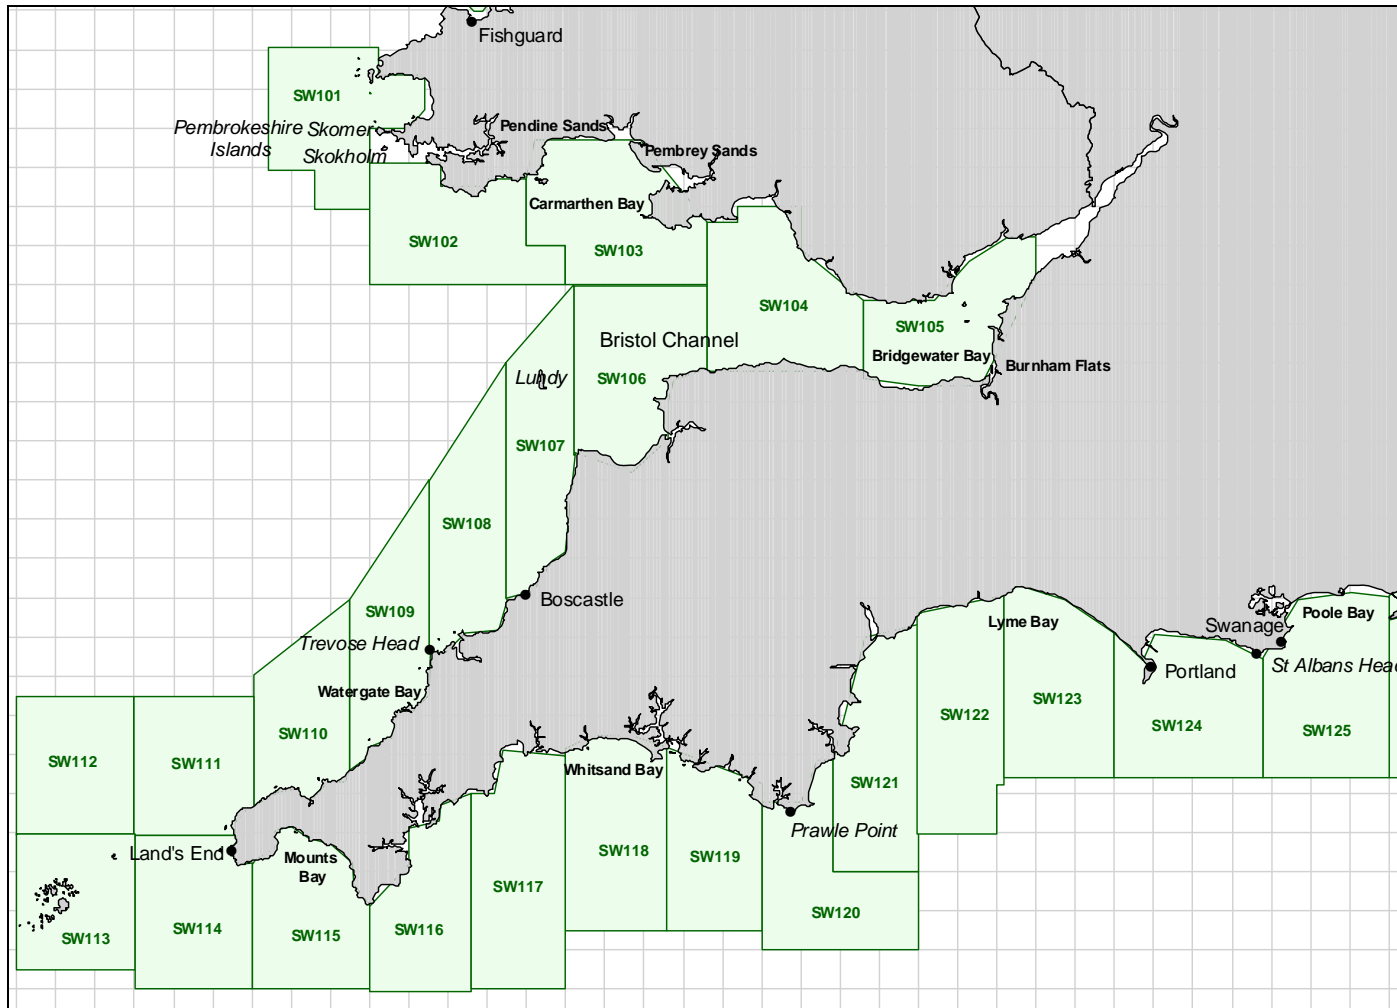 Fishguard
SW101
Pembrokeshire
Islands
Skomer
Skokholm
Pendine Sands
Pembrey Sands
Carmarthen Bay
SW102
SW103
SW104
SW105
Bristol Channel
Bridgewater Bay
Burnham Flats
Lundy
SW106
SW107
SW108
Boscastle
SW109
Trevose Head
Watergate Bay
SW110
Lyme Bay
Poole Bay
Swanage
St Albans Head
Portland
SW112
SW111
Whitsand Bay
SW121
SW122
SW123
SW124
SW125
Prawle Point
Land's End
Mounts
Bay
SW118
SW119
SW117
SW120
SW113
SW114
SW115
SW116